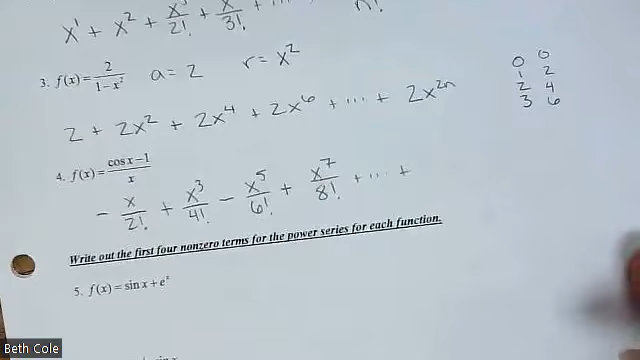 x¹ + x² + x³/2! + x/3! + ... n!
3. f(x) = 2/(1-x²) a = 2 r = x²
0 0
1 2
2 4
3 6
2 + 2x² + 2x⁴ + 2x⁶ + ... + 2x²ⁿ
4. f(x) = (cos x - 1)/x
- x/2! + x³/4! - x⁵/6! + x⁷/8! + ... +
Write out the first four nonzero terms for the power series for each function.
5. f(x) = sin x + eˣ
Beth Cole